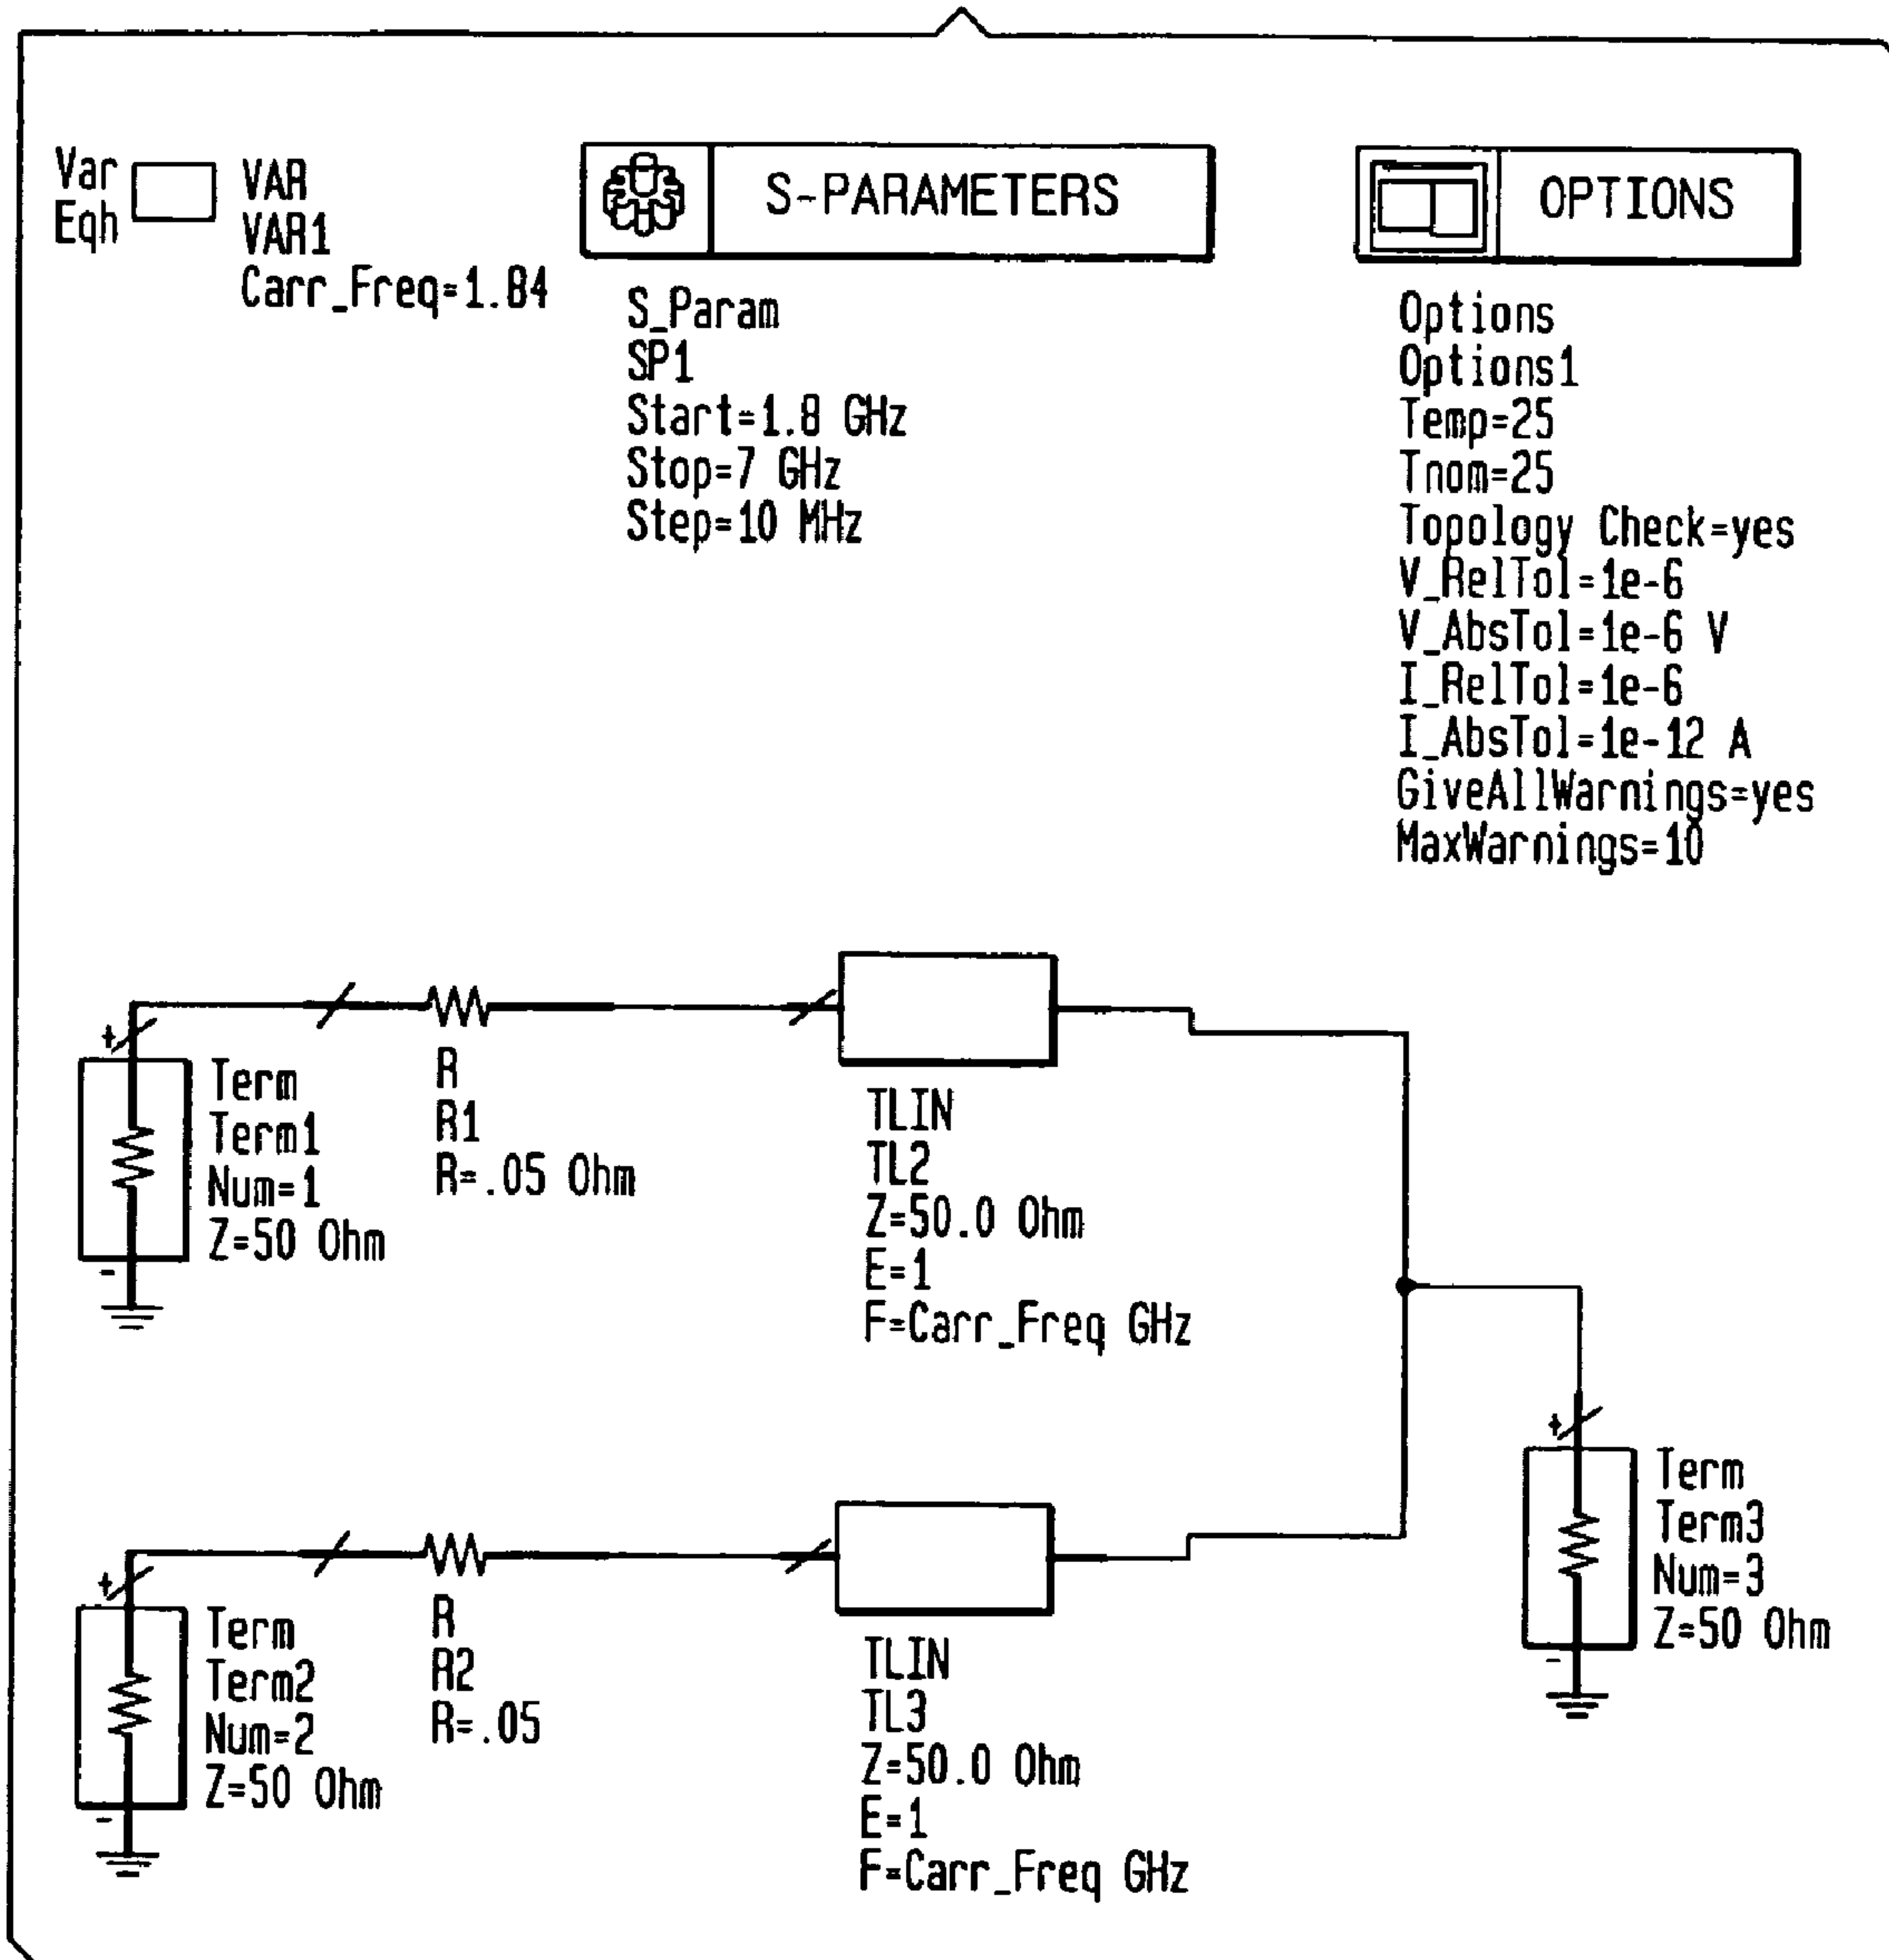 Var
Eqh
VAR
VAR1
Carr_Freq=1.84
S-PARAMETERS
S_Param
SP1
Start=1.8 GHz
Stop=7 GHz
Step=10 MHz
OPTIONS
Options
Options1
Temp=25
Tnom=25
Topology Check=yes
V_RelTol=1e-6
V_AbsTol=1e-6 V
I_RelTol=1e-6
I_AbsTol=1e-12 A
GiveAllWarnings=yes
MaxWarnings=10
+
-
Term
Term1
Num=1
Z=50 Ohm
R
R1
R=.05 Ohm
TLIN
TL2
Z=50.0 Ohm
E=1
F=Carr_Freq GHz
+
-
Term
Term2
Num=2
Z=50 Ohm
R
R2
R=.05
TLIN
TL3
Z=50.0 Ohm
E=1
F=Carr_Freq GHz
+
-
Term
Term3
Num=3
Z=50 Ohm